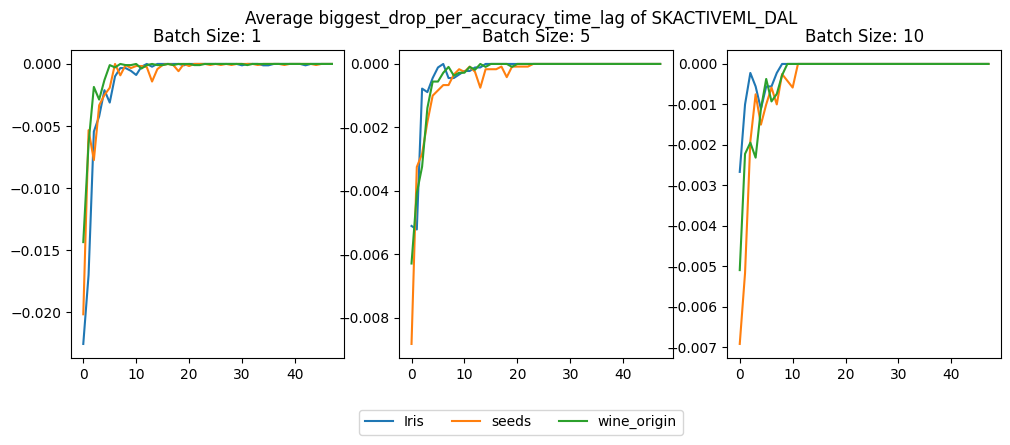 Average biggest_drop_per_accuracy_time_lag of SKACTIVEML_DAL
Batch Size: 1
Batch Size: 5
Batch Size: 10
0.000
−0.005
−0.010
−0.015
−0.020
0 10 20 30 40
0.000
−0.002
−0.004
−0.006
−0.008
0 10 20 30 40
0.000
−0.001
−0.002
−0.003
−0.004
−0.005
−0.006
−0.007
0 10 20 30 40
Iris seeds wine_origin